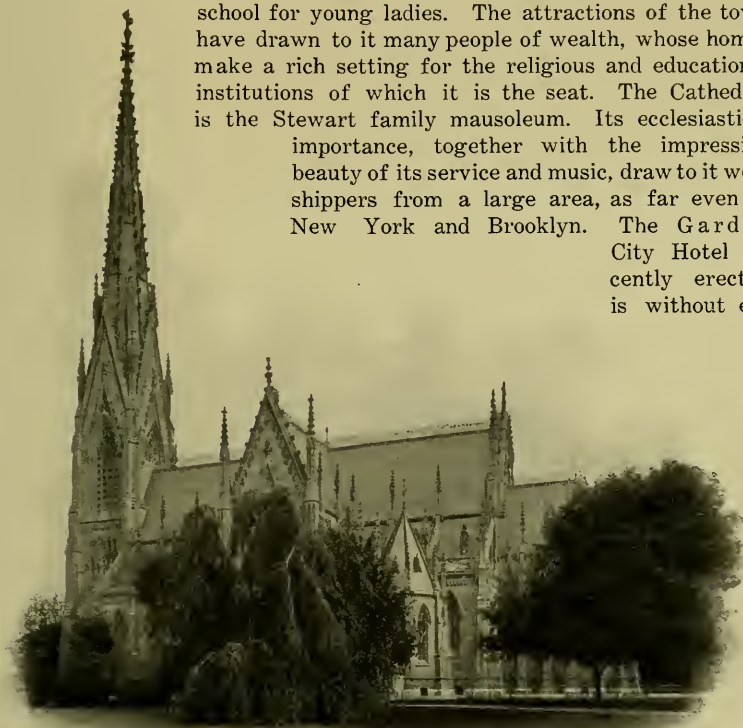 school for young ladies. The attractions of the to
have drawn to it many people of wealth, whose hom
make a rich setting for the religious and education
institutions of which it is the seat. The Cathed
is the Stewart family mausoleum. Its ecclesiasti
importance, together with the impressi
beauty of its service and music, draw to it wo
shippers from a large area, as far even
New York and Brooklyn. The Gard
City Hotel
cently erect
is without e